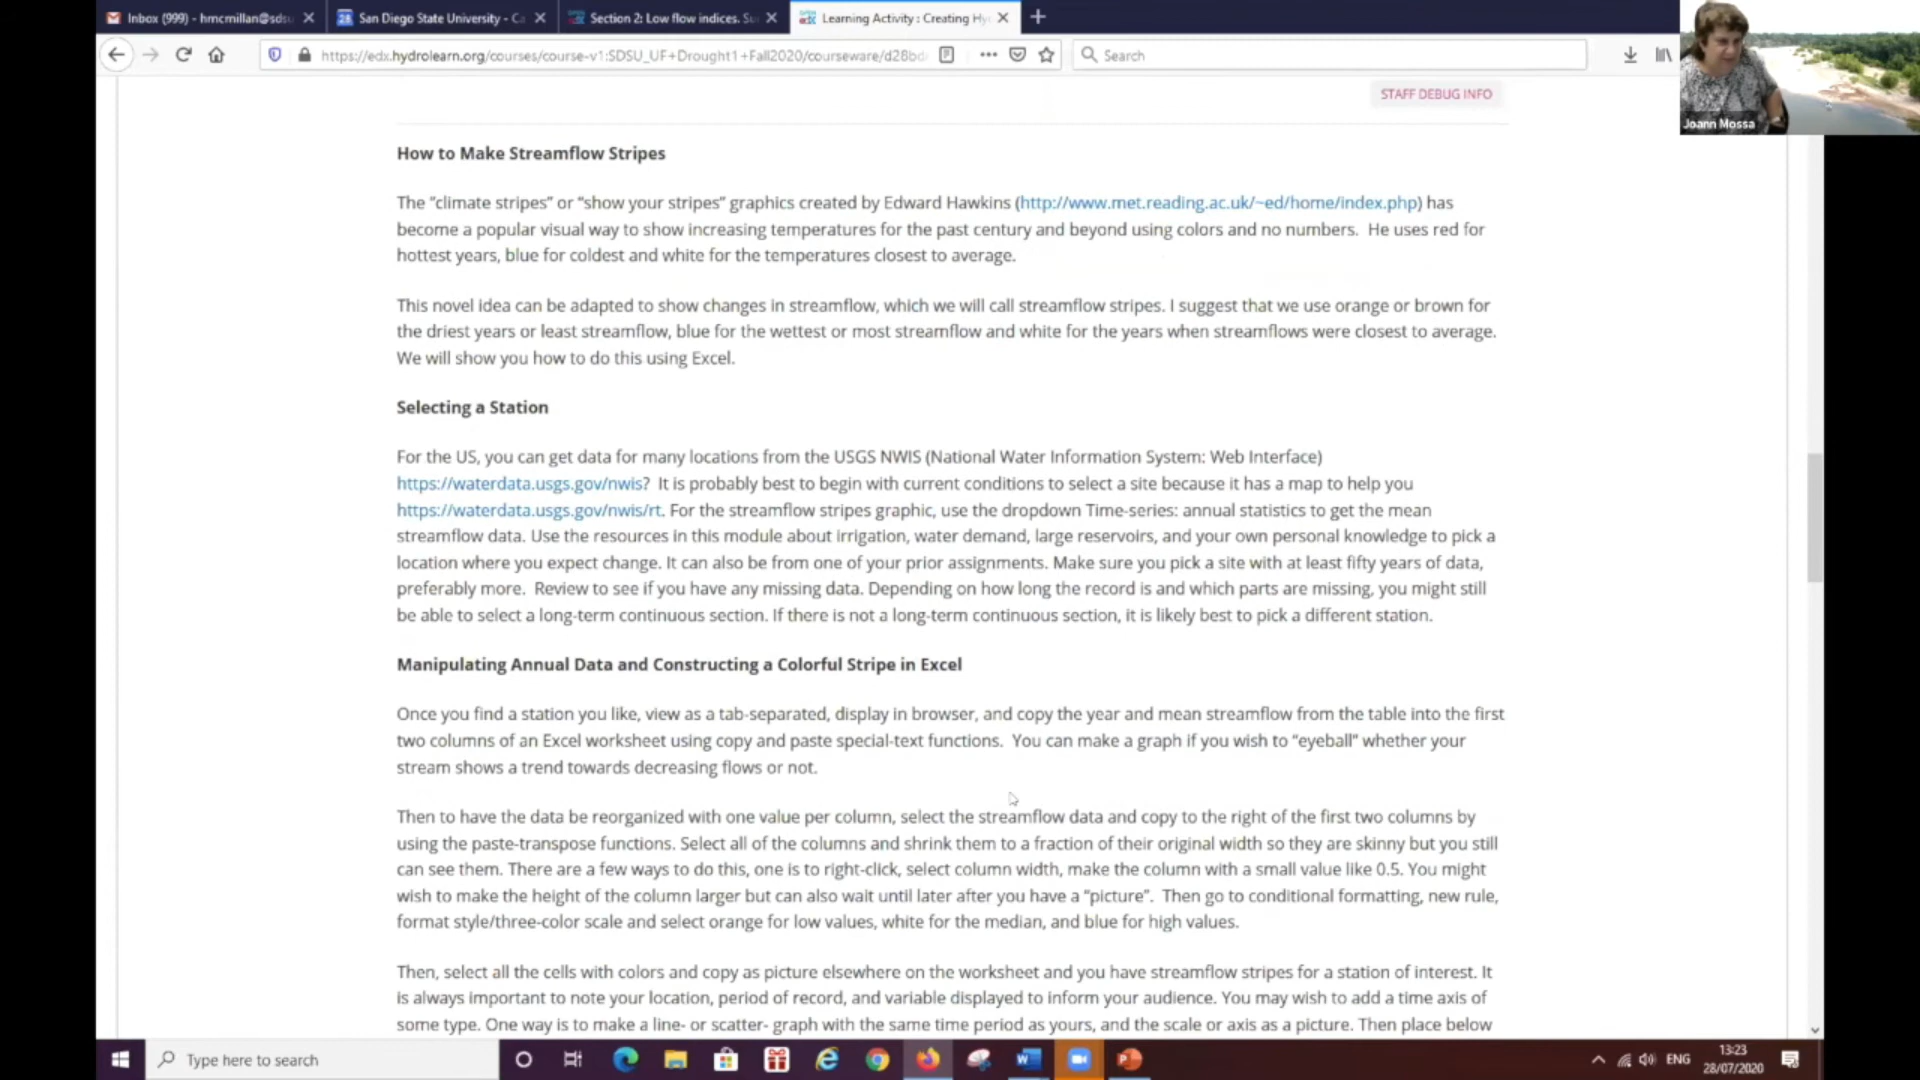 Inbox (999) - hmcmillan@sdsu
San Diego State University - Ca
Section 2: Low flow indices. Su
Learning Activity : Creating Hy
https://edx.hydrolearn.org/courses/course-v1:SDSU_UF+Drought1+Fall2020/courseware/d28bd
Search
Joann Mossa
STAFF DEBUG INFO
How to Make Streamflow Stripes
The “climate stripes” or “show your stripes” graphics created by Edward Hawkins (http://www.met.reading.ac.uk/~ed/home/index.php) has
become a popular visual way to show increasing temperatures for the past century and beyond using colors and no numbers. He uses red for
hottest years, blue for coldest and white for the temperatures closest to average.
This novel idea can be adapted to show changes in streamflow, which we will call streamflow stripes. I suggest that we use orange or brown for
the driest years or least streamflow, blue for the wettest or most streamflow and white for the years when streamflows were closest to average.
We will show you how to do this using Excel.
Selecting a Station
For the US, you can get data for many locations from the USGS NWIS (National Water Information System: Web Interface)
https://waterdata.usgs.gov/nwis? It is probably best to begin with current conditions to select a site because it has a map to help you
https://waterdata.usgs.gov/nwis/rt. For the streamflow stripes graphic, use the dropdown Time-series: annual statistics to get the mean
streamflow data. Use the resources in this module about irrigation, water demand, large reservoirs, and your own personal knowledge to pick a
location where you expect change. It can also be from one of your prior assignments. Make sure you pick a site with at least fifty years of data,
preferably more. Review to see if you have any missing data. Depending on how long the record is and which parts are missing, you might still
be able to select a long-term continuous section. If there is not a long-term continuous section, it is likely best to pick a different station.
Manipulating Annual Data and Constructing a Colorful Stripe in Excel
Once you find a station you like, view as a tab-separated, display in browser, and copy the year and mean streamflow from the table into the first
two columns of an Excel worksheet using copy and paste special-text functions. You can make a graph if you wish to “eyeball” whether your
stream shows a trend towards decreasing flows or not.
Then to have the data be reorganized with one value per column, select the streamflow data and copy to the right of the first two columns by
using the paste-transpose functions. Select all of the columns and shrink them to a fraction of their original width so they are skinny but you still
can see them. There are a few ways to do this, one is to right-click, select column width, make the column with a small value like 0.5. You might
wish to make the height of the column larger but can also wait until later after you have a “picture”. Then go to conditional formatting, new rule,
format style/three-color scale and select orange for low values, white for the median, and blue for high values.
Then, select all the cells with colors and copy as picture elsewhere on the worksheet and you have streamflow stripes for a station of interest. It
is always important to note your location, period of record, and variable displayed to inform your audience. You may wish to add a time axis of
some type. One way is to make a line- or scatter- graph with the same time period as yours, and the scale or axis as a picture. Then place below
Type here to search
ENG
13:23
28/07/2020